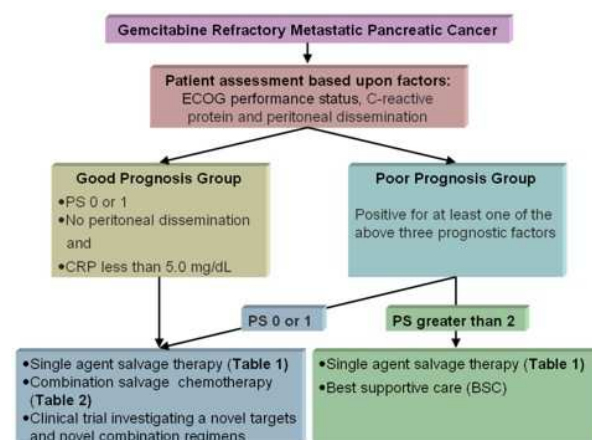 Gemcitabine Refractory Metastatic Pancreatic Cancer
Patient assessment based upon factors:
ECOG performance status, C-reactive
protein and peritoneal dissemination
Good Prognosis Group
•PS 0 or 1
•No peritoneal dissemination
and
•CRP less than 5.0 mg/dL
Poor Prognosis Group
Positive for at least one of the
above three prognostic factors
PS 0 or 1
PS greater than 2
•Single agent salvage therapy (Table 1)
•Combination salvage chemotherapy
(Table 2)
•Clinical trial investigating a novel targets
and novel combination regimens
•Single agent salvage therapy (Table 1)
•Best supportive care (BSC)